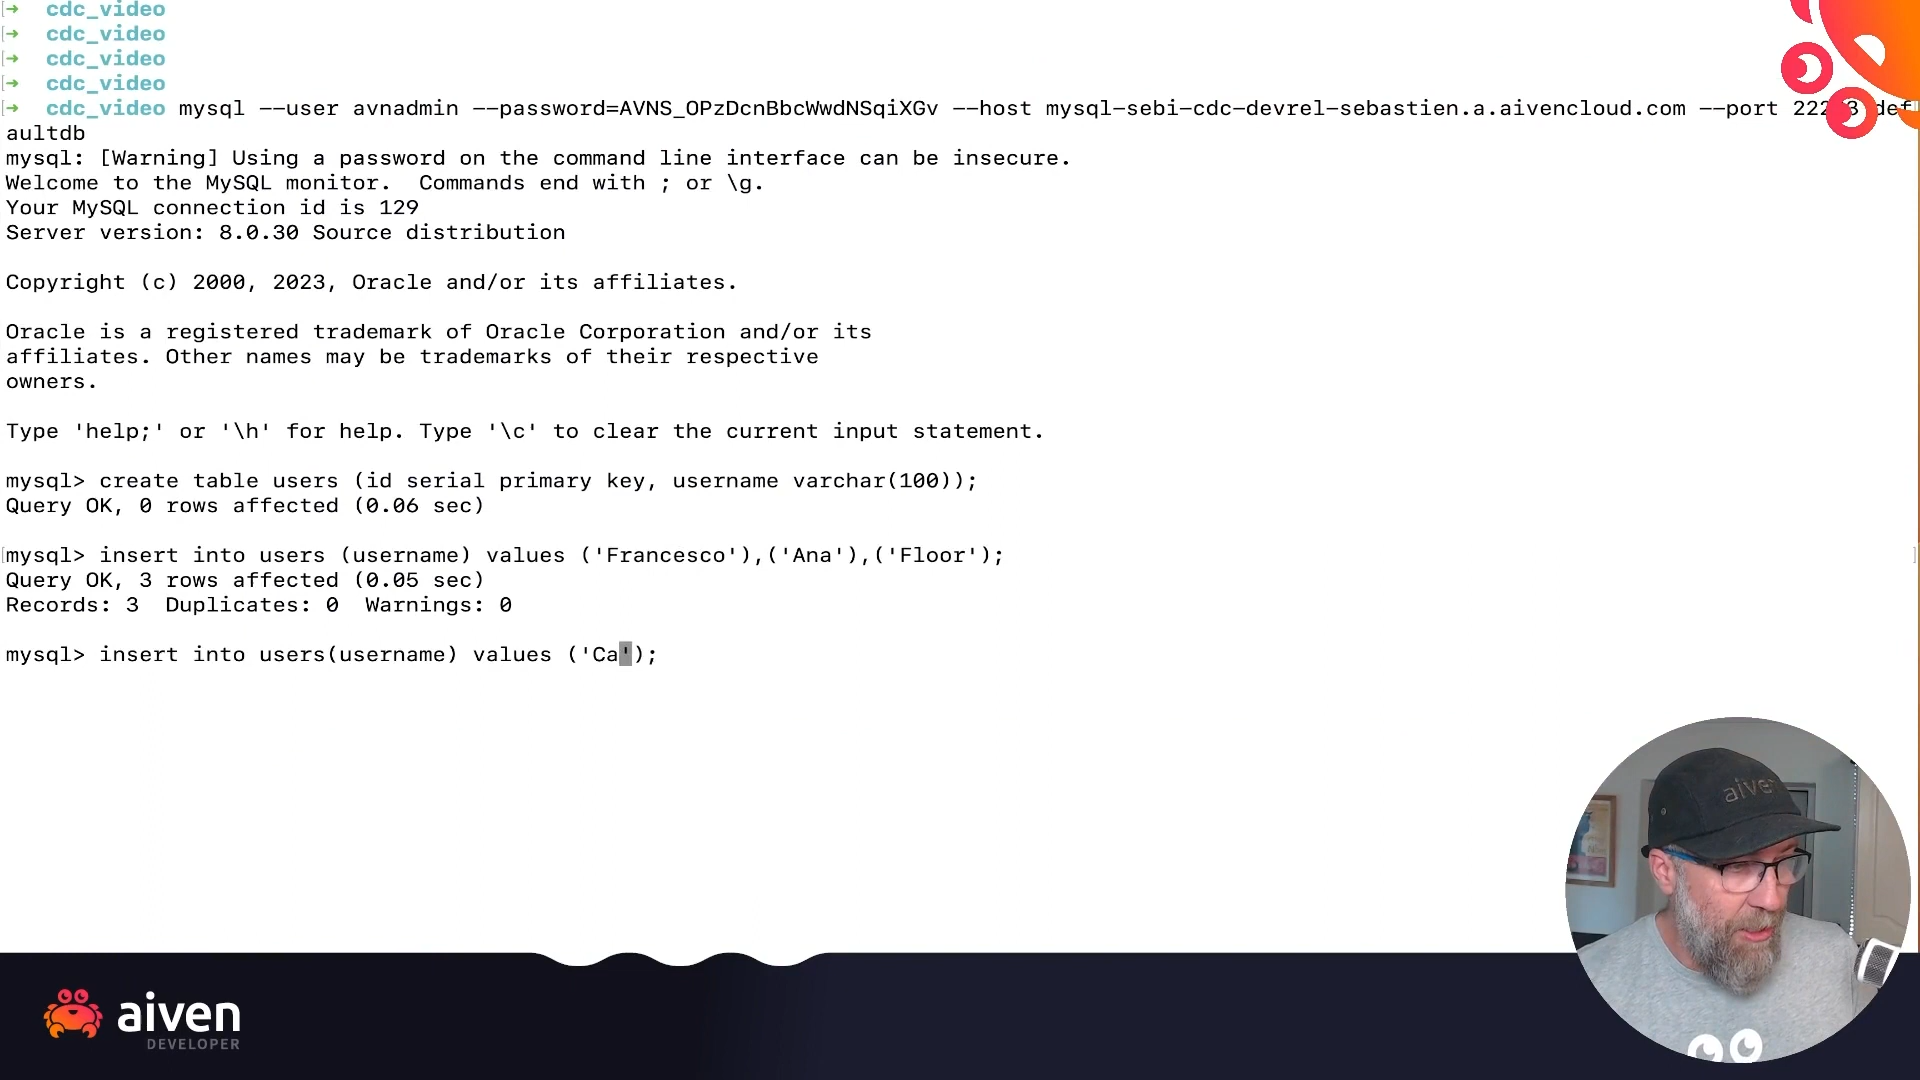 → cdc_video
→ cdc_video
→ cdc_video
→ cdc_video
→ cdc_video mysql --user avnadmin --password=AVNS_OPzDcnBbcWwdNSqiXGv --host mysql-sebi-cdc-devrel-sebastien.a.aivencloud.com --port def
aultdb
mysql: [Warning] Using a password on the command line interface can be insecure.
Welcome to the MySQL monitor.  Commands end with ; or \g.
Your MySQL connection id is 129
Server version: 8.0.30 Source distribution
Copyright (c) 2000, 2023, Oracle and/or its affiliates.
Oracle is a registered trademark of Oracle Corporation and/or its
affiliates. Other names may be trademarks of their respective
owners.
Type 'help;' or '\h' for help. Type '\c' to clear the current input statement.
mysql> create table users (id serial primary key, username varchar(100));
Query OK, 0 rows affected (0.06 sec)
mysql> insert into users (username) values ('Francesco'),('Ana'),('Floor');
Query OK, 3 rows affected (0.05 sec)
Records: 3  Duplicates: 0  Warnings: 0
mysql> insert into users(username) values ('Ca');
aiven
aiven
DEVELOPER